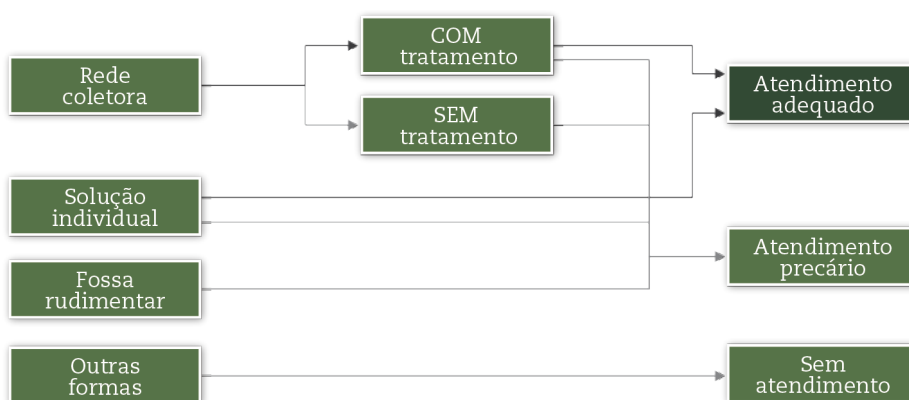 Rede
coletora
COM
tratamento
SEM
tratamento
Atendimento
adequado
Solução
individual
Fossa
rudimentar
Atendimento
precário
Outras
formas
Sem
atendimento